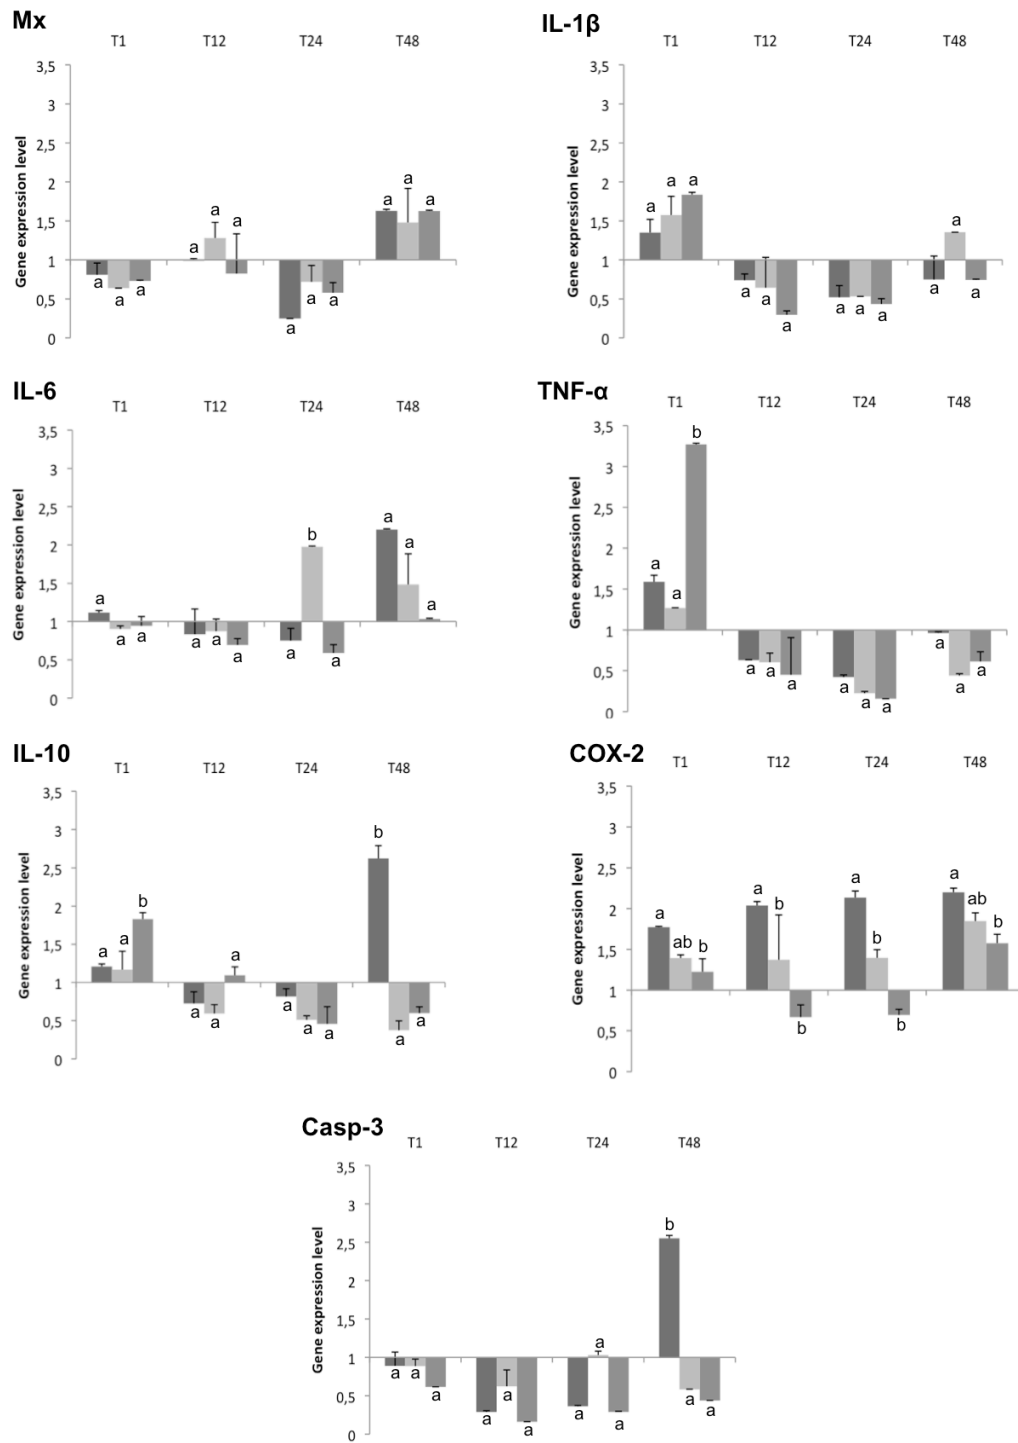 Mx
T1 T12 T24 T48
Gene expression level
3,5
3
2,5
2
1,5
1
0,5
0
a a a
a a a
a a a
a a a
IL-1β
T1 T12 T24 T48
Gene expression level
3,5
3
2,5
2
1,5
1
0,5
0
a a a
a a a
a a a
a a a
IL-6
T1 T12 T24 T48
Gene expression level
3,5
3
2,5
2
1,5
1
0,5
0
a a a
a a a
a b a
a a a
TNF-α
T1 T12 T24 T48
Gene expression level
3,5
3
2,5
2
1,5
1
0,5
0
a a b
a a a
a a a
a a a
IL-10
T1 T12 T24 T48
Gene expression level
3,5
3
2,5
2
1,5
1
0,5
0
a a b
a a a
a a a
b a a
COX-2
T1 T12 T24 T48
Gene expression level
3,5
3
2,5
2
1,5
1
0,5
0
a ab b
a b b
a b b
a ab b
Casp-3
T1 T12 T24 T48
Gene expression level
3,5
3
2,5
2
1,5
1
0,5
0
a a a
a a a
a a a
b a a